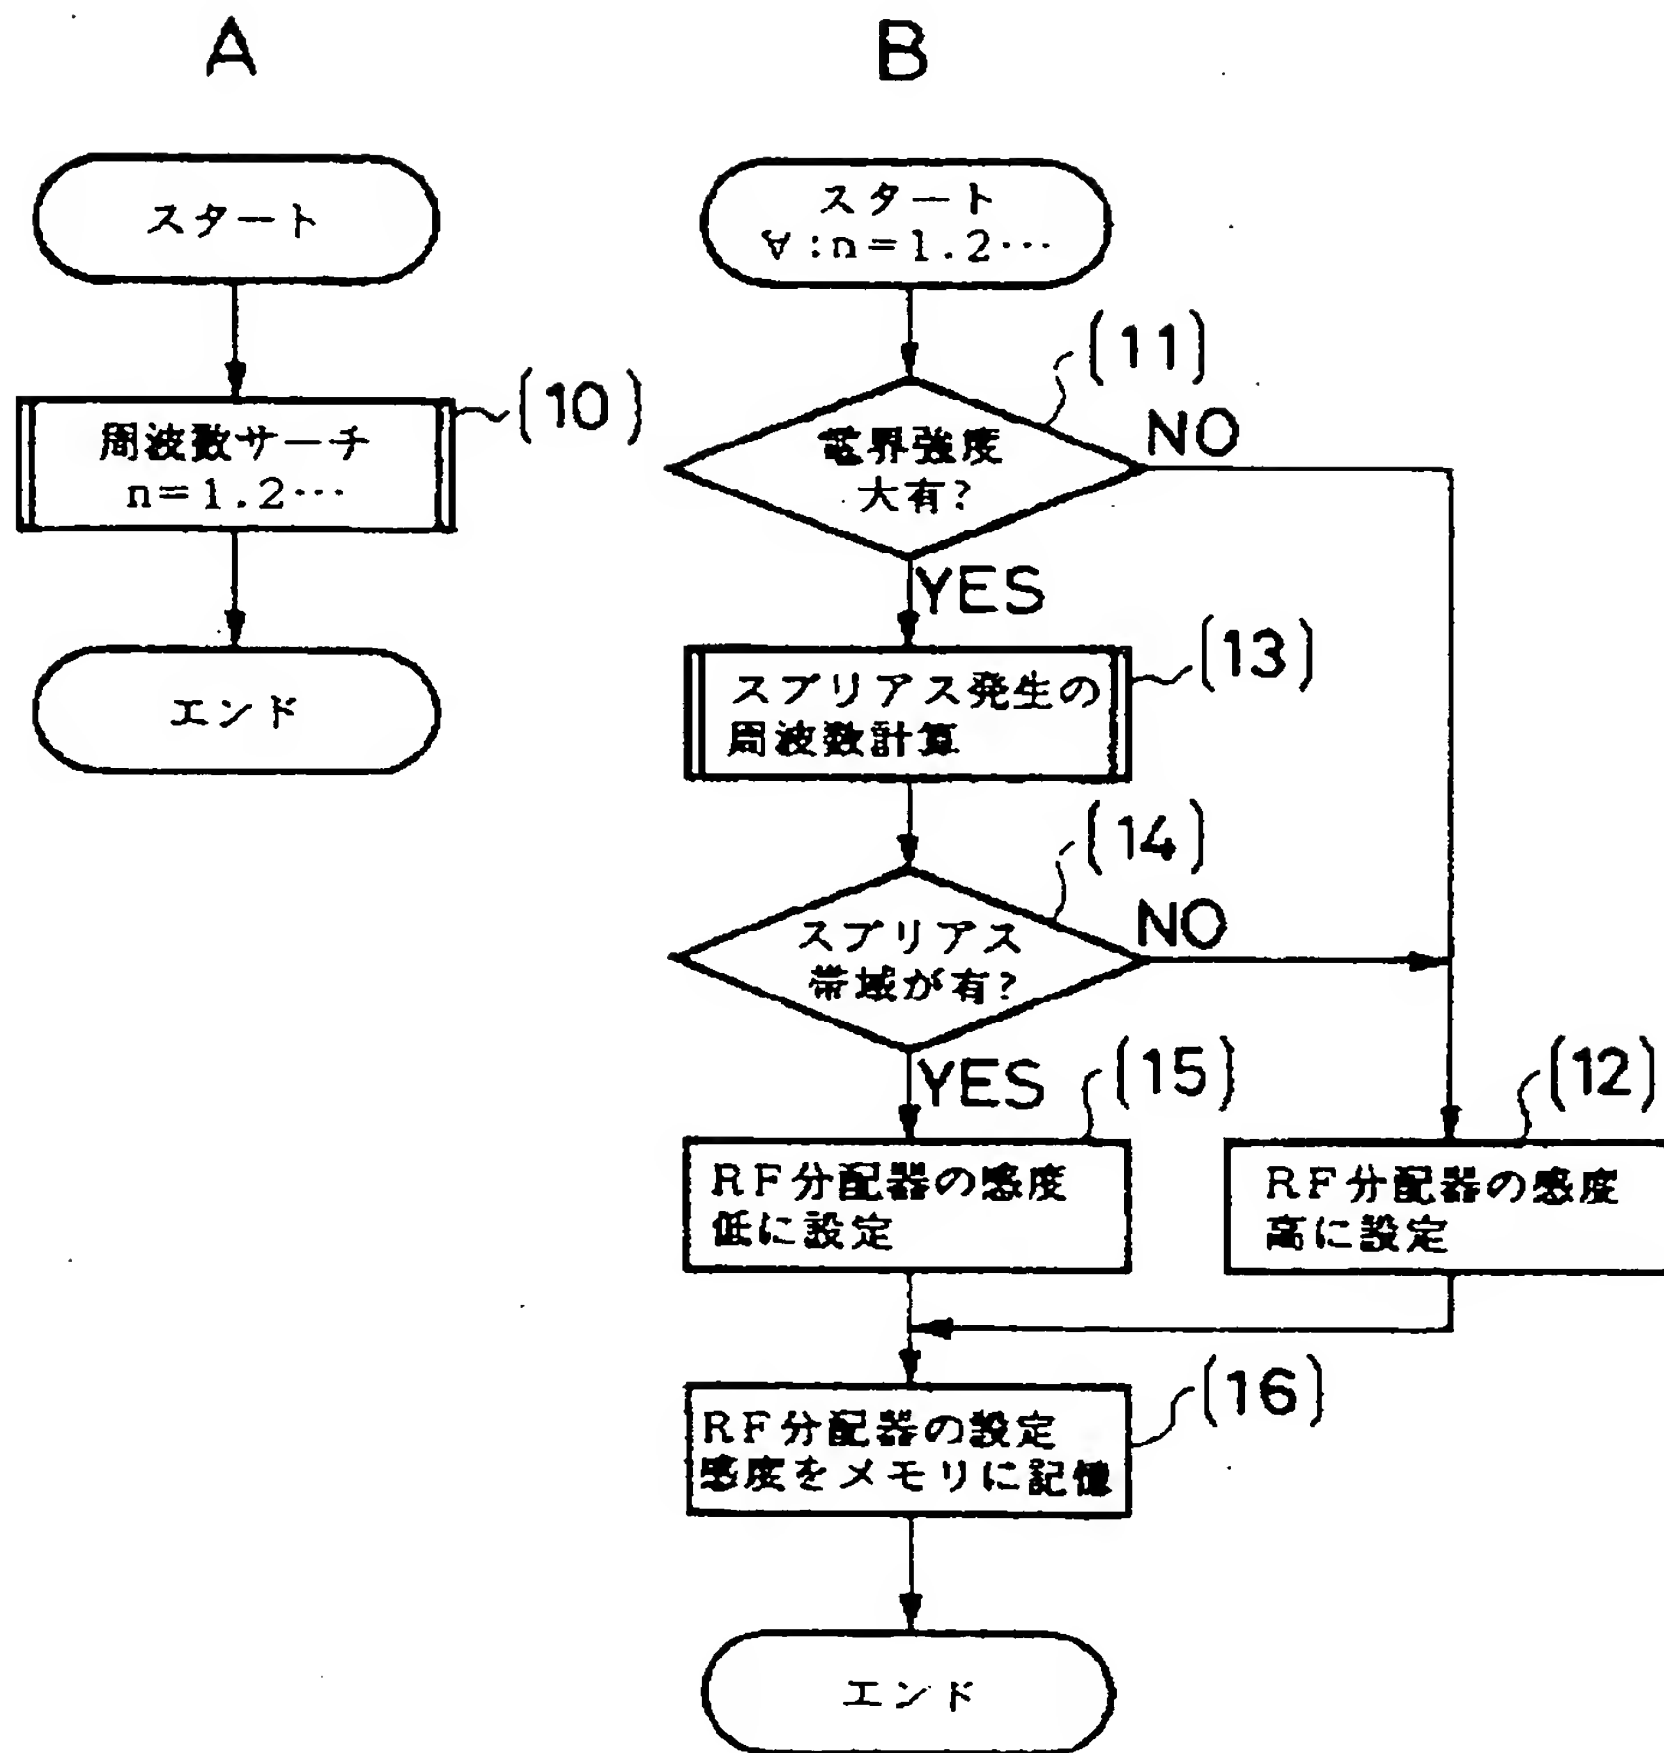 A
スタート
周波数サーチ
n=1.2…
[10]
エンド
B
スタート
∀:n=1.2…
[11]
電界強度
大有?
NO
YES
[13]
スプリアス発生の
周波数計算
[14]
スプリアス
帯域が有?
NO
YES
[15]
RF分配器の感度
低に設定
[12]
RF分配器の感度
高に設定
[16]
RF分配器の設定
感度をメモリに記憶
エンド